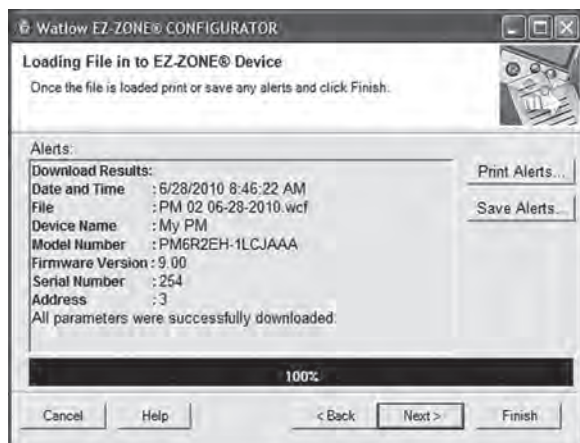 Watlow EZ-ZONE® CONFIGURATOR
Loading File in to EZ-ZONE® Device
Once the file is loaded print or save any alerts and click Finish.
Alerts:
Download Results:
Date and Time : 6/28/2010 8:46:22 AM
File : PM 02 06-28-2010.wcf
Device Name : My PM
Model Number : PM6R2EH-1LCJAAA
Firmware Version : 9.00
Serial Number : 254
Address : 3
All parameters were successfully downloaded.
Print Alerts...
Save Alerts...
100%
Cancel Help < Back Next > Finish